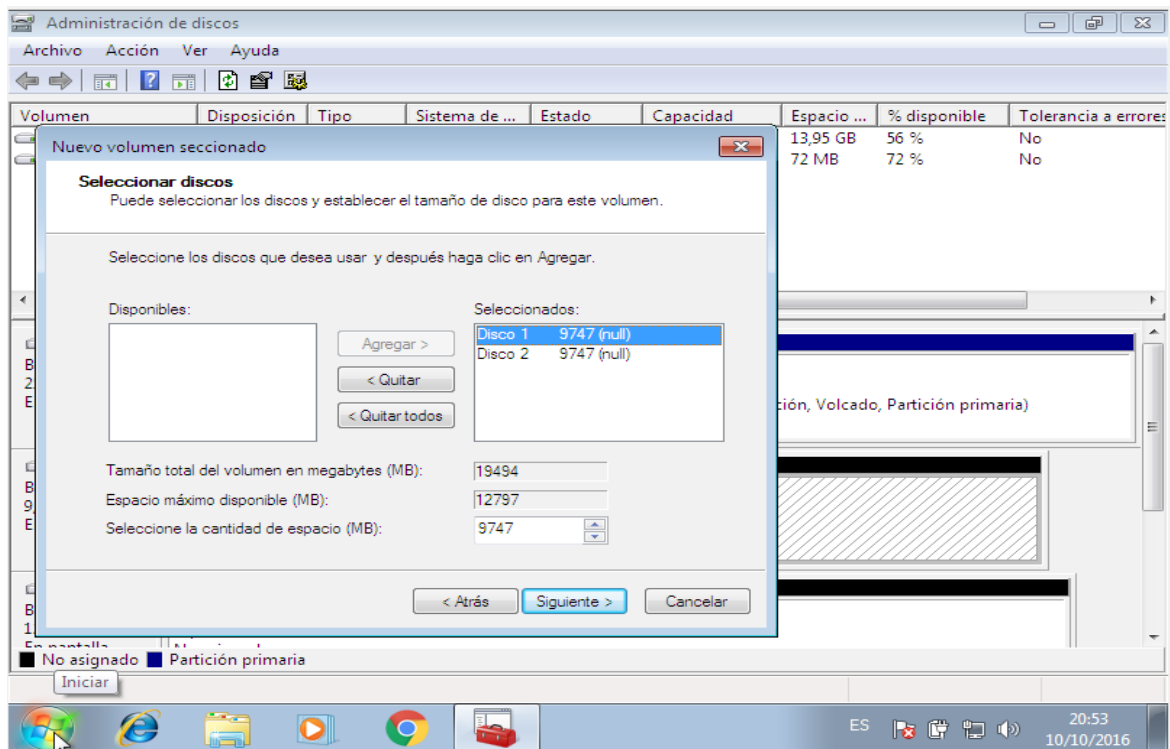 Administración de discos
Archivo Acción Ver Ayuda
Volumen Disposición Tipo Sistema de ... Estado Capacidad Espacio ... % disponible Tolerancia a errores
13,95 GB 56 % No
72 MB 72 % No
Nuevo volumen seccionado
Seleccionar discos
Puede seleccionar los discos y establecer el tamaño de disco para este volumen.
Seleccione los discos que desea usar y después haga clic en Agregar.
Disponibles: Seleccionados:
Disco 1 9747 (null)
Disco 2 9747 (null)
Agregar >
< Quitar
< Quitar todos
ción, Volcado, Partición primaria)
Tamaño total del volumen en megabytes (MB): 19494
Espacio máximo disponible (MB): 12797
Seleccione la cantidad de espacio (MB): 9747
< Atrás Siguiente > Cancelar
B
2
E
B
9,
E
B
1
En pantalla
No asignado Partición primaria
Iniciar
ES 20:53
10/10/2016